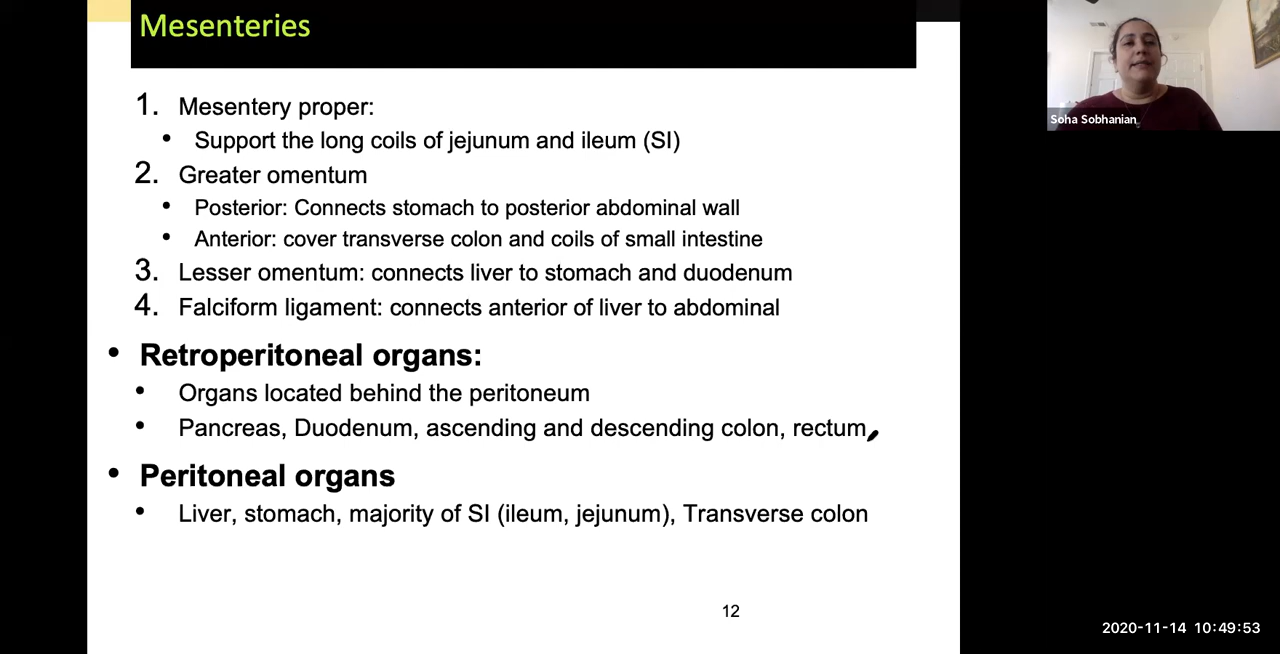 Mesenteries
Soha Sobhanian
1. Mesentery proper:
• Support the long coils of jejunum and ileum (SI)
2. Greater omentum
• Posterior: Connects stomach to posterior abdominal wall
• Anterior: cover transverse colon and coils of small intestine
3. Lesser omentum: connects liver to stomach and duodenum
4. Falciform ligament: connects anterior of liver to abdominal
• Retroperitoneal organs:
• Organs located behind the peritoneum
• Pancreas, Duodenum, ascending and descending colon, rectum
• Peritoneal organs
• Liver, stomach, majority of SI (ileum, jejunum), Transverse colon
12
2020-11-14 10:49:53